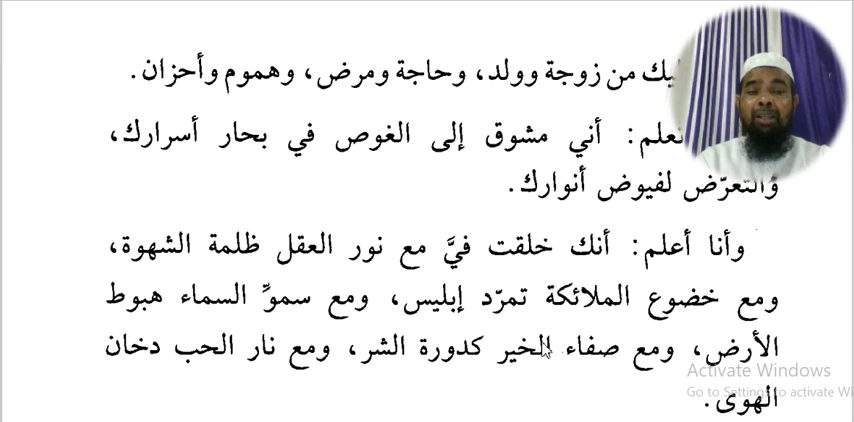 ليك من زوجة وولد، وحاجة ومرض، وهموم وأحزان.
تعلم: أني مشوق إلى الغوص في بحار أسرارك،
والتعرّض لفيوض أنوارك.
وأنا أعلم: أنك خلقت فيَّ مع نور العقل ظلمة الشهوة،
ومع خضوع الملائكة تمرّد إبليس، ومع سموِّ السماء هبوط
الأرض، ومع صفاء الخير كدورة الشر، ومع نار الحب دخان
الهوى.
Activate Windows
Go to Settings to activate Wi